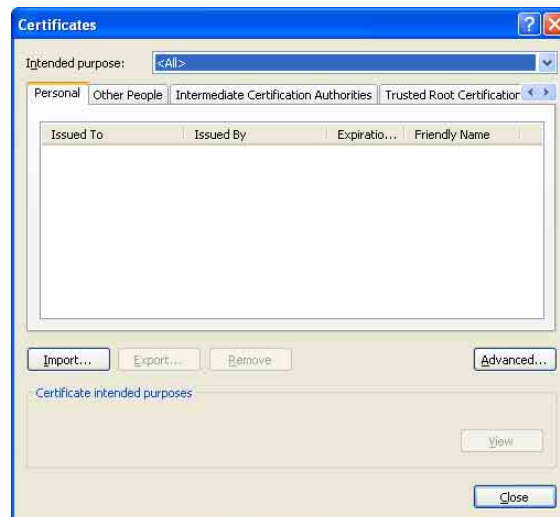 Certificates
Intended purpose: <All>
Personal Other People Intermediate Certification Authorities Trusted Root Certification
Issued To Issued By Expiratio... Friendly Name
Import... Export... Remove Advanced...
Certificate intended purposes
View
Close